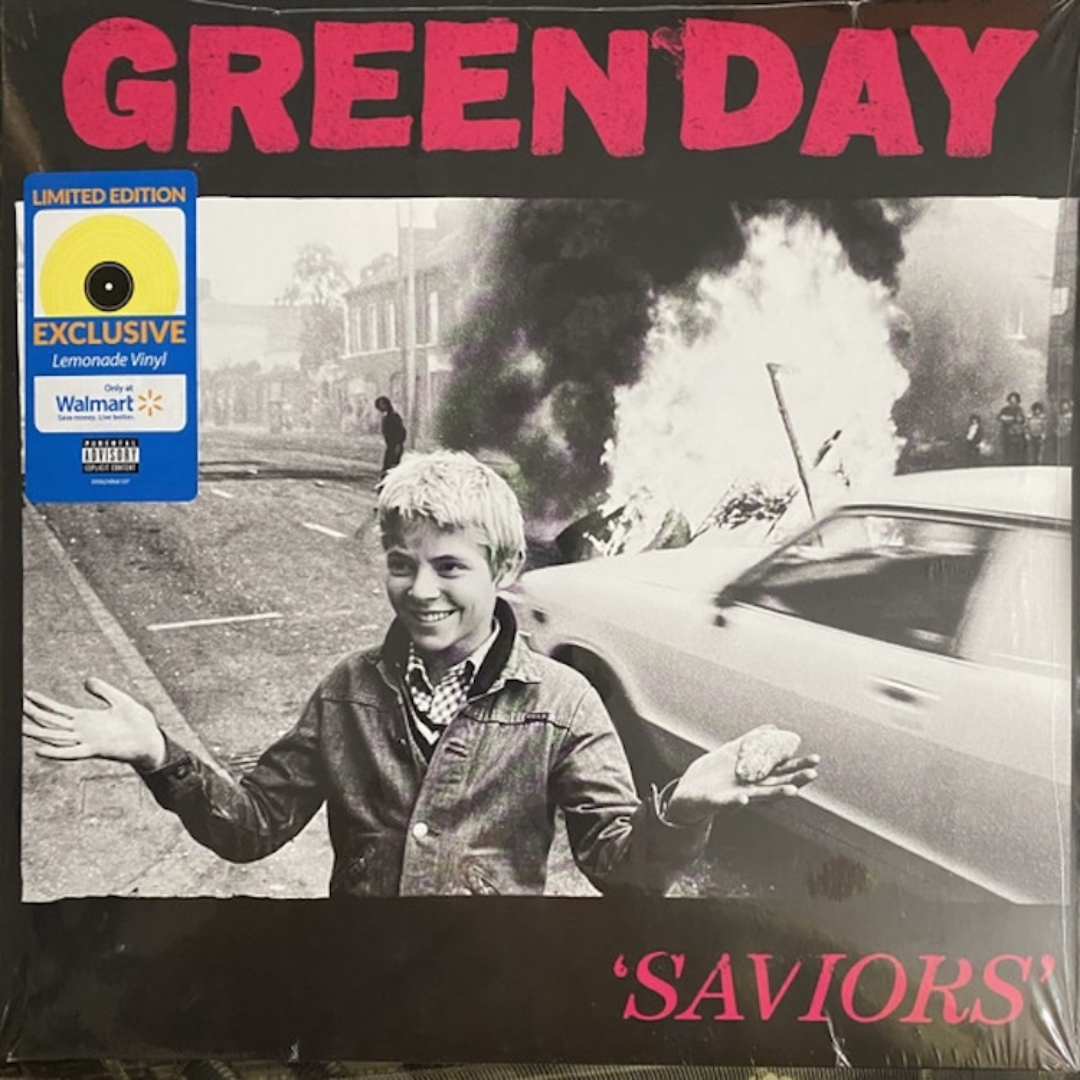 GREEN DAY
LIMITED EDITION
EXCLUSIVE
Lemonade Vinyl
Only at
Walmart
Save money. Live better.
PARENTAL
ADVISORY
EXPLICIT CONTENT
'SAVIORS'